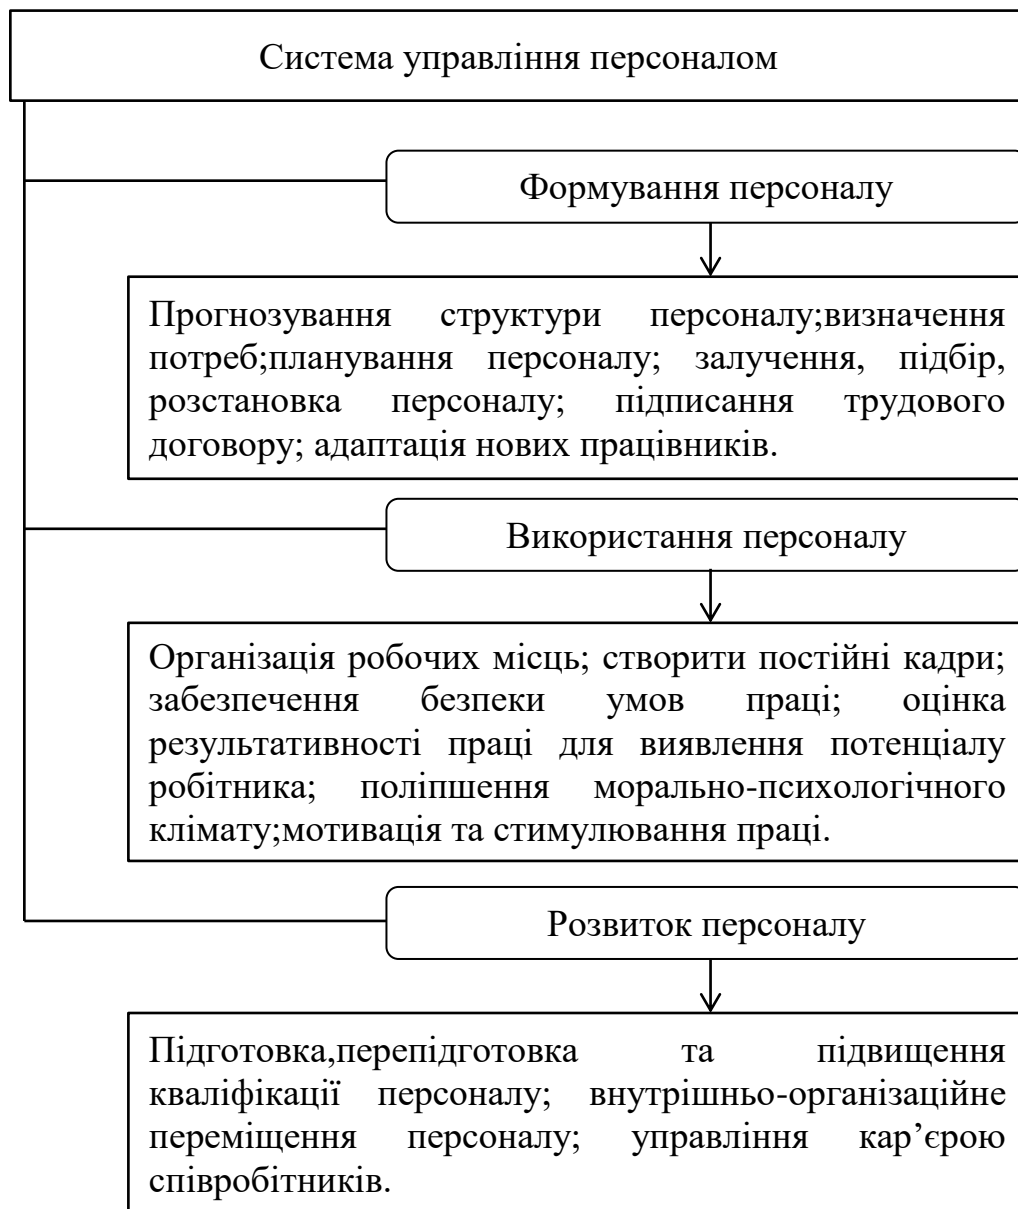 Система управління персоналом
Формування персоналу
Прогнозування структури персоналу;визначення
потреб;планування персоналу; залучення, підбір,
розстановка персоналу; підписання трудового
договору; адаптація нових працівників.
Використання персоналу
Організація робочих місць; створити постійні кадри;
забезпечення безпеки умов праці; оцінка
результативності праці для виявлення потенціалу
робітника; поліпшення морально-психологічного
клімату;мотивація та стимулювання праці.
Розвиток персоналу
Підготовка,перепідготовка та підвищення
кваліфікації персоналу; внутрішньо-організаційне
переміщення персоналу; управління кар’єрою
співробітників.